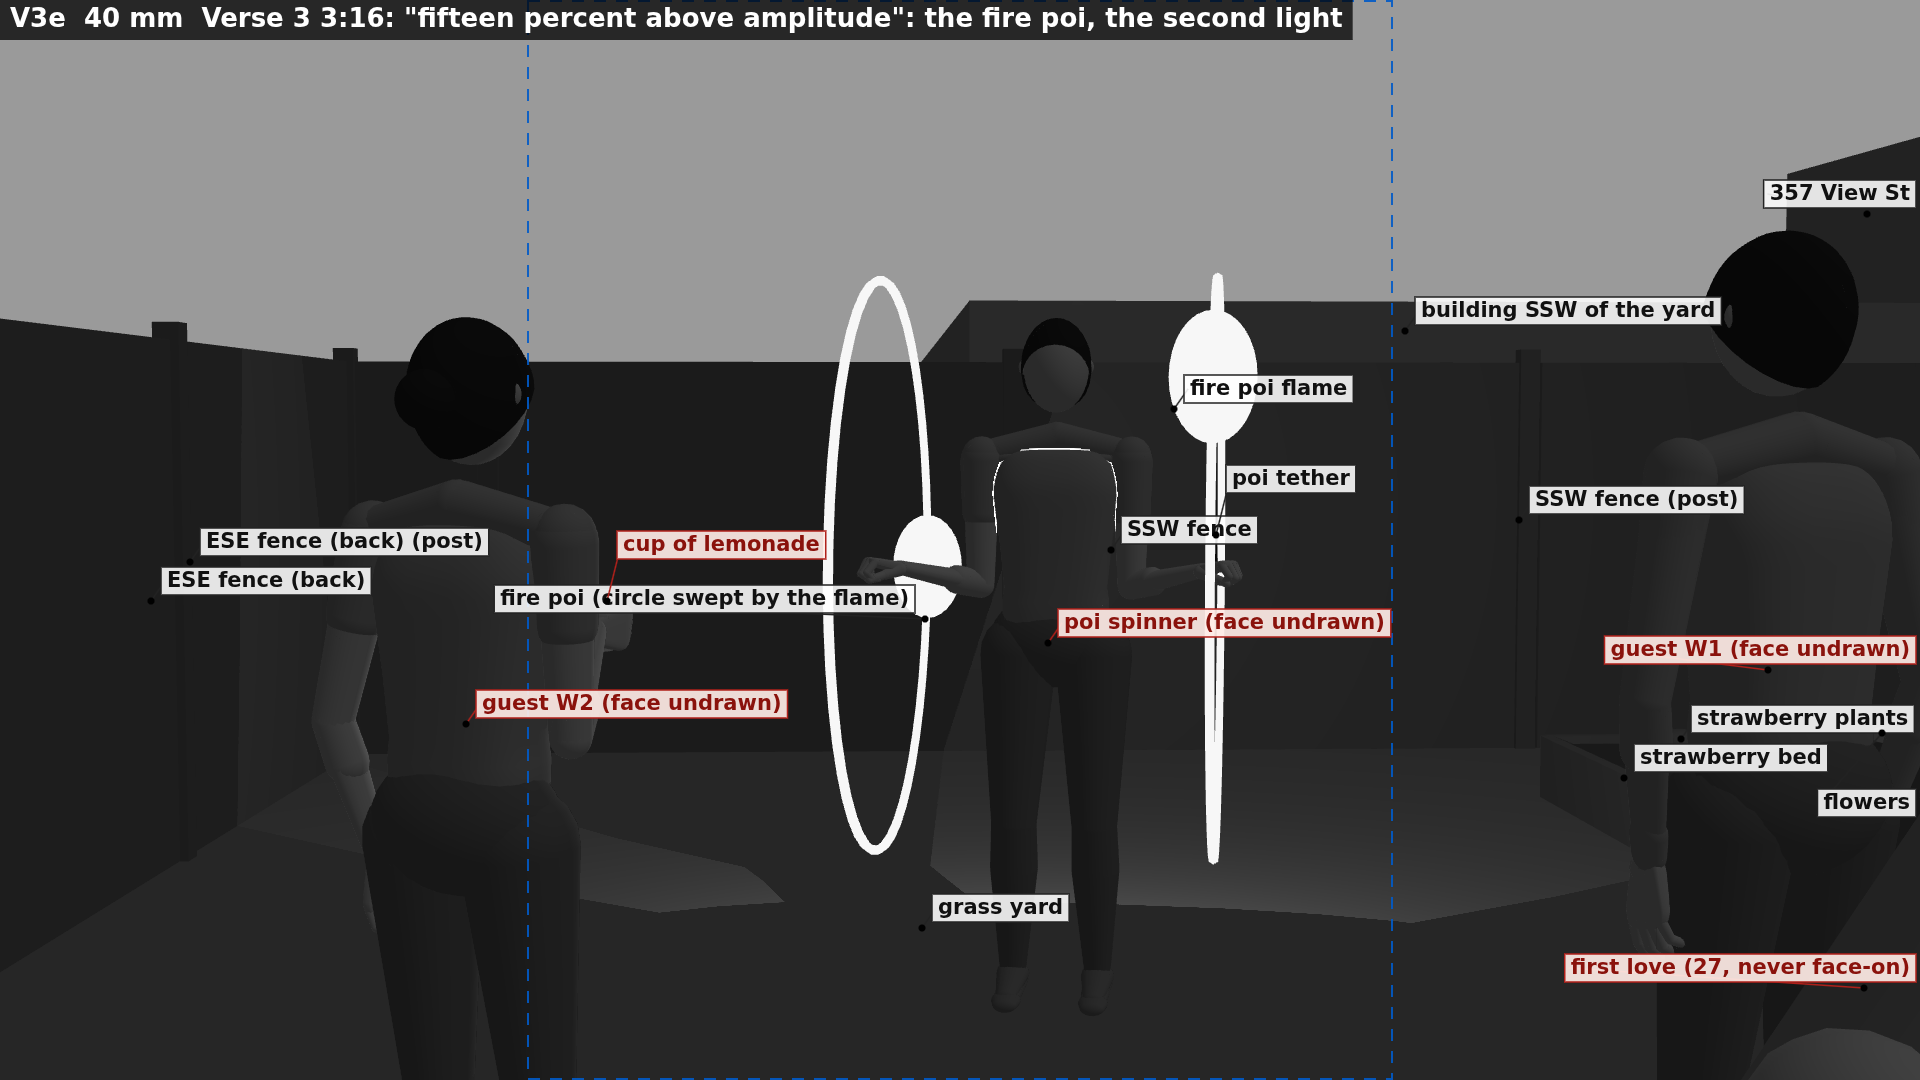 V3e  40 mm  Verse 3 3:16: "fifteen percent above amplitude": the fire poi, the second light
357 View St
building SSW of the yard
fire poi flame
poi tether
SSW fence (post)
SSW fence
ESE fence (back) (post)
cup of lemonade
ESE fence (back)
fire poi (circle swept by the flame)
poi spinner (face undrawn)
guest W1 (face undrawn)
guest W2 (face undrawn)
strawberry plants
strawberry bed
flowers
grass yard
first love (27, never face-on)